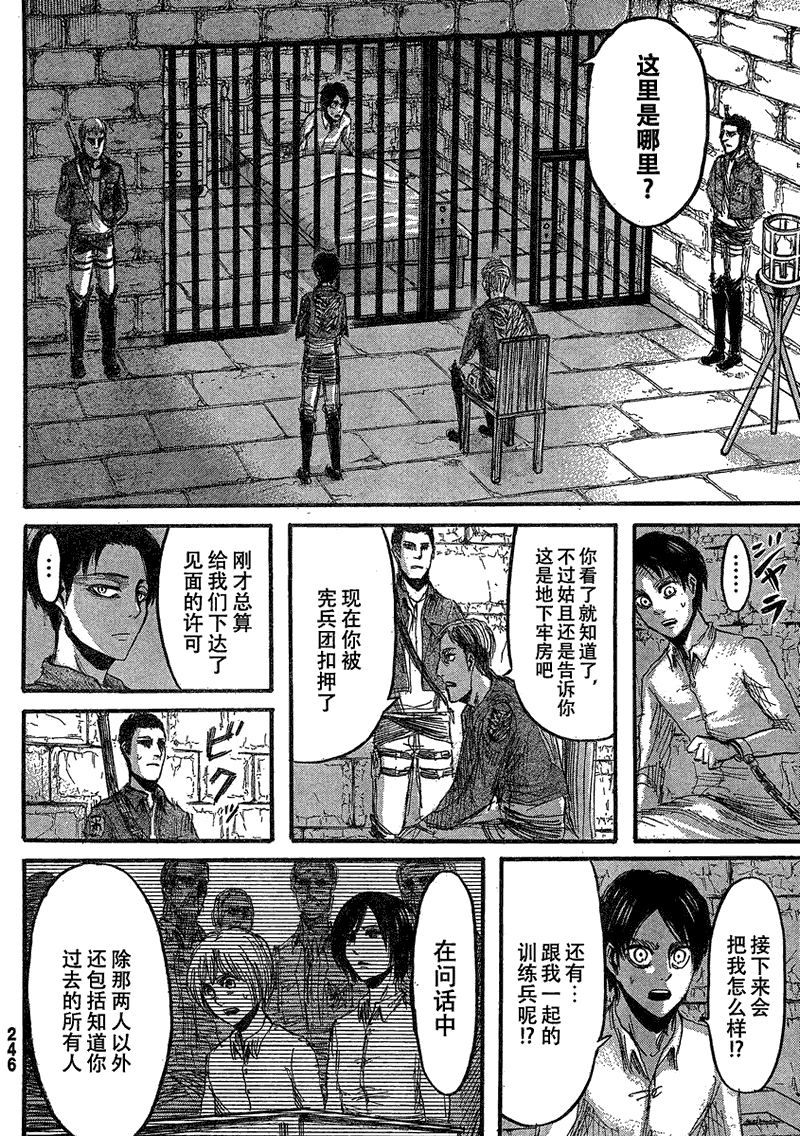 这里是哪里？
ジャラ
……
你看了就知道了，
不过姑且还是告诉你
这是地下牢房吧
现在你被
宪兵团扣押了
刚才总算
给我们下达了
见面的许可
…
ビクッ
接下来会
把我怎么样!?
还有…
跟我一起的
训练兵呢!?
在问话中
除那两人以外
还包括知道你
过去的所有人
246